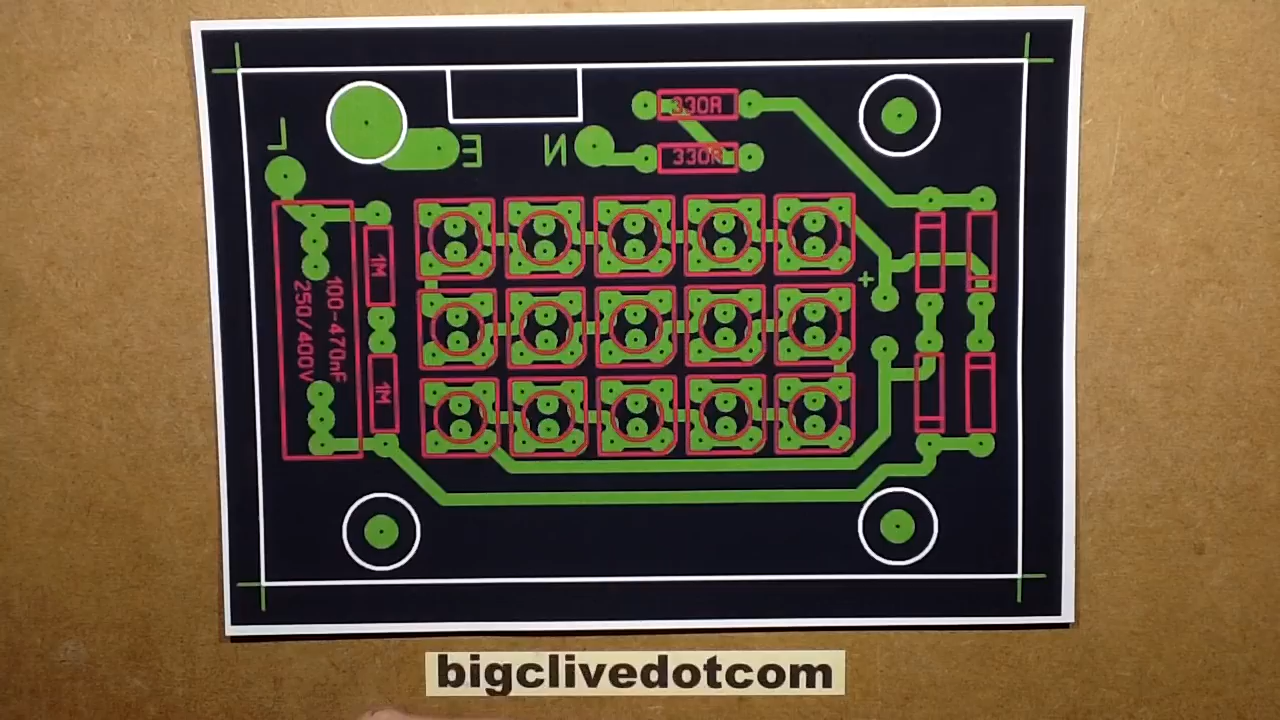 L
E
N
330R
330R
1M
100-470nF
250/400V
1M
+
bigclivedotcom